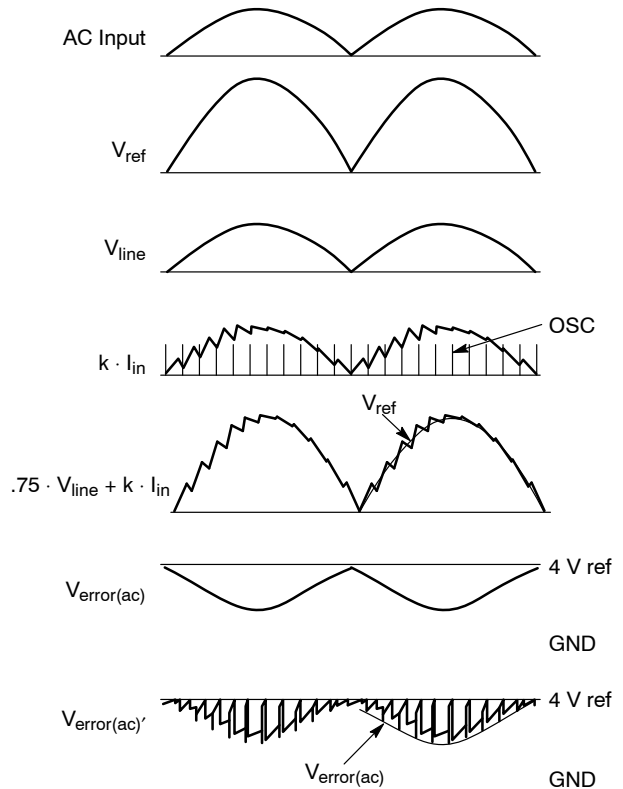 AC Input
V_ref
V_line
OSC
k · I_in
V_ref
.75 · V_line + k · I_in
4 V ref
V_error(ac)
GND
4 V ref
V_error(ac)′
V_error(ac)
GND